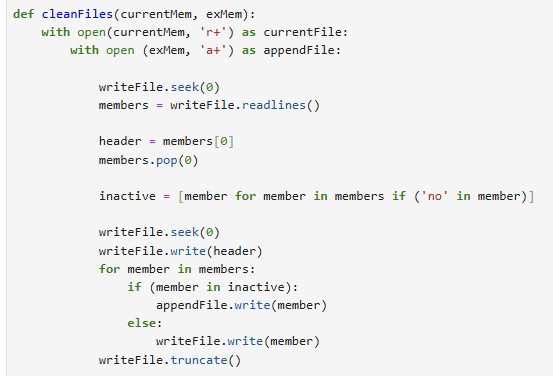 def cleanFiles(currentMem, exMem):
    with open(currentMem, 'r+') as currentFile:
        with open (exMem, 'a+') as appendFile:
            writeFile.seek(0)
            members = writeFile.readlines()
            header = members[0]
            members.pop(0)
            inactive = [member for member in members if ('no' in member)]
            writeFile.seek(0)
            writeFile.write(header)
            for member in members:
                if (member in inactive):
                    appendFile.write(member)
                else:
                    writeFile.write(member)
            writeFile.truncate()